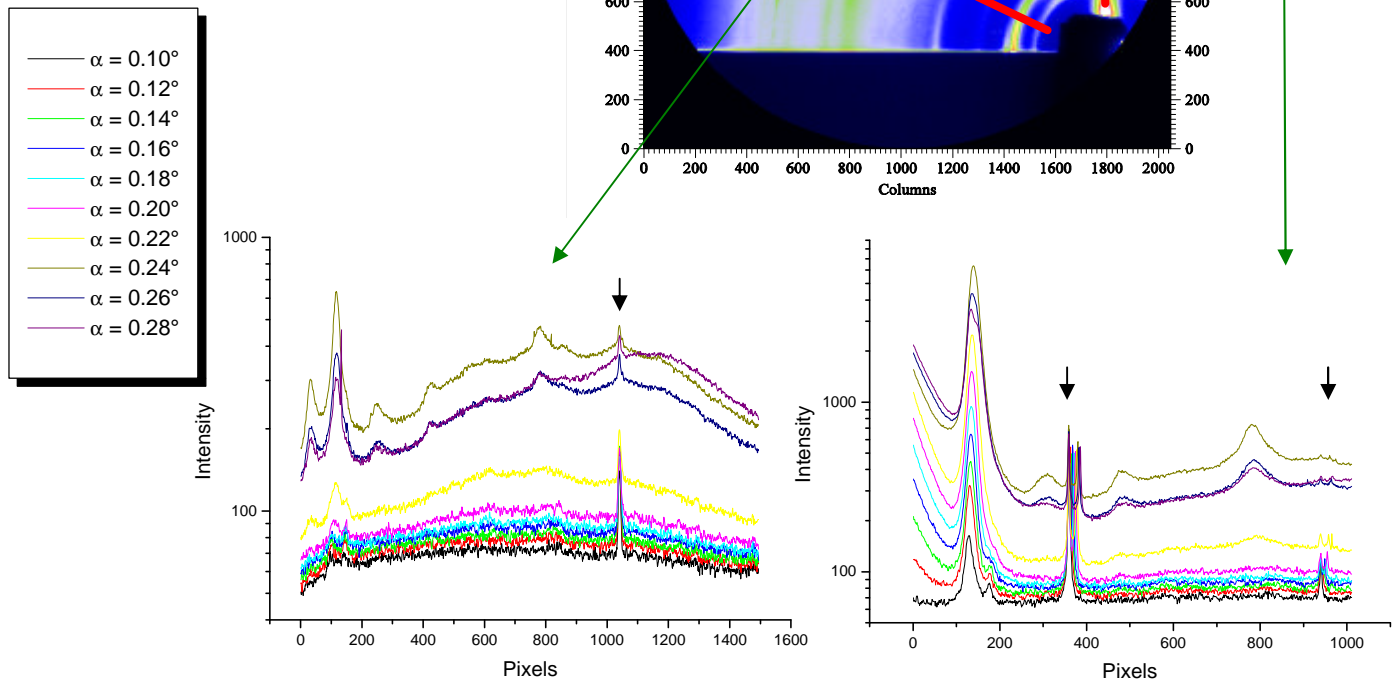 α = 0.10°
α = 0.12°
α = 0.14°
α = 0.16°
α = 0.18°
α = 0.20°
α = 0.22°
α = 0.24°
α = 0.26°
α = 0.28°
600
400
200
0
600
400
200
0
0 200 400 600 800 1000 1200 1400 1600 1800 2000
Columns
1000
100
Intensity
0 200 400 600 800 1000 1200 1400 1600
Pixels
1000
100
Intensity
0 200 400 600 800 1000
Pixels